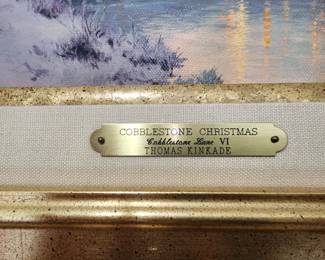 COBBLESTONE CHRISTMAS
Cobblestone Lane VI
THOMAS KINKADE